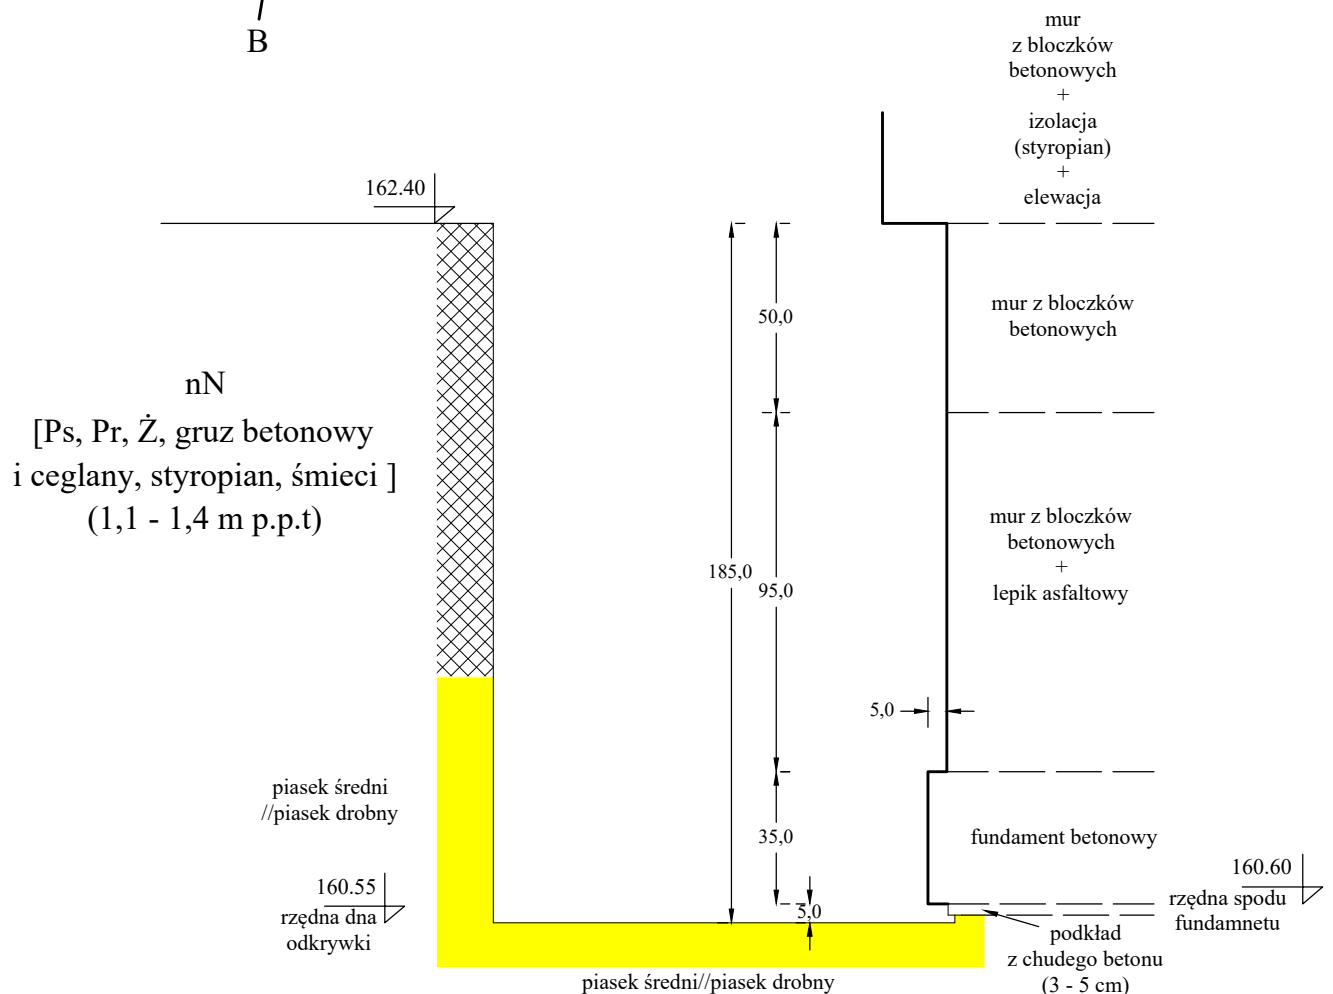 B
mur
z bloczków
betonowych
+
izolacja
(styropian)
+
elewacja
162.40
50,0
mur z bloczków
betonowych
nN
[Ps, Pr, Ż, gruz betonowy
i ceglany, styropian, śmieci ]
(1,1 - 1,4 m p.p.t)
mur z bloczków
betonowych
+
lepik asfaltowy
185,0
95,0
5,0
piasek średni
//piasek drobny
35,0
fundament betonowy
160.60
rzędna spodu
fundamnetu
160.55
rzędna dna
odkrywki
5,0
podkład
z chudego betonu
(3 - 5 cm)
piasek średni//piasek drobny